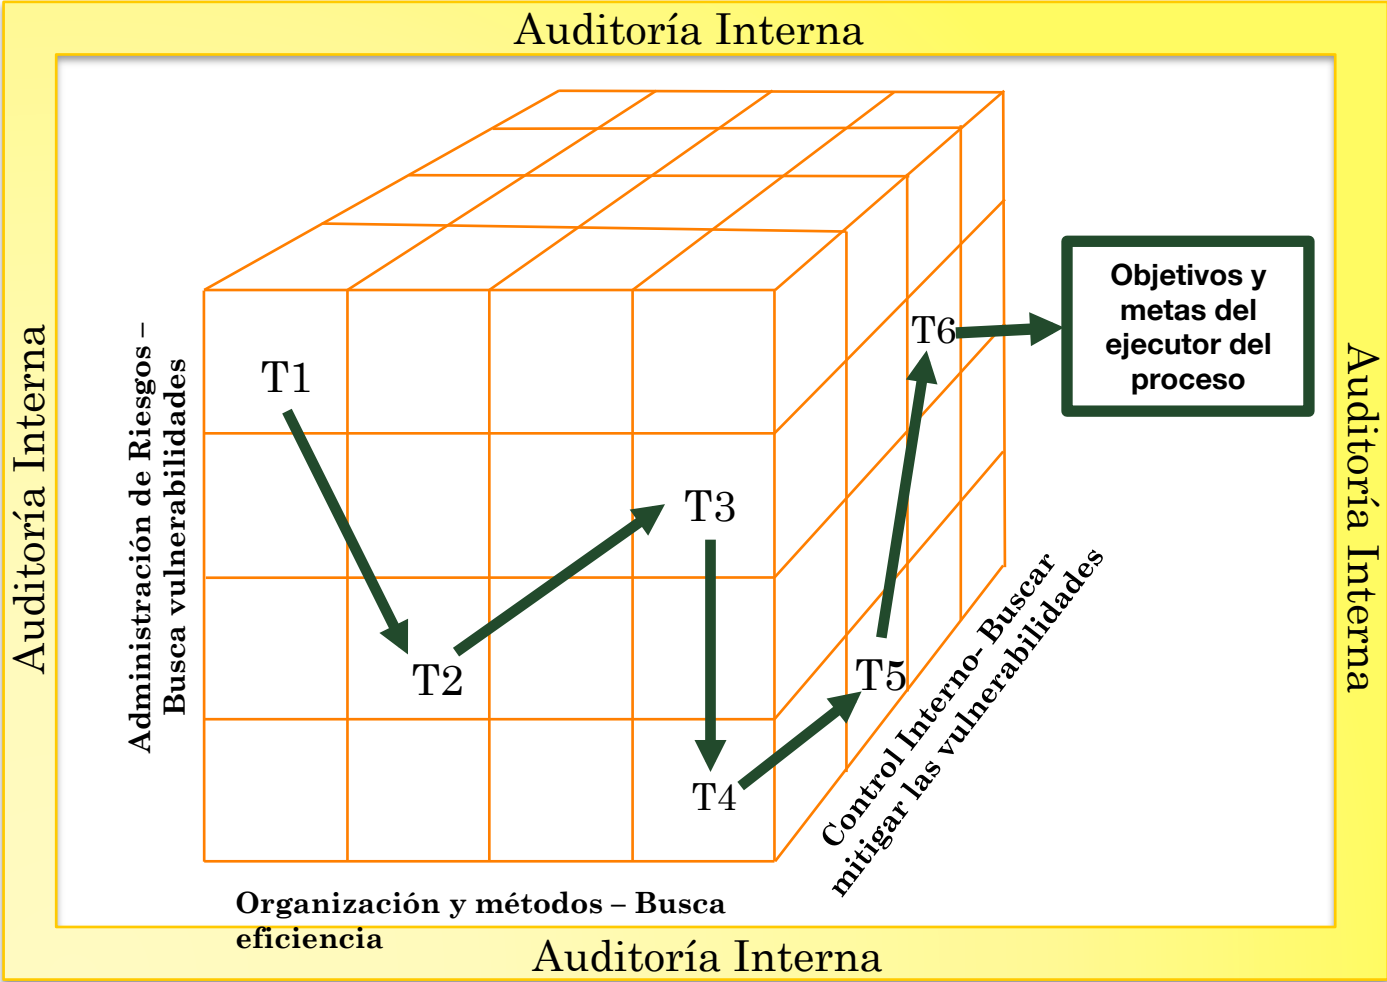 Auditoría Interna
Auditoría Interna
Administración de Riesgos –
Busca vulnerabilidades
T1
T2
T3
T4
T5
T6
Objetivos y
metas del
ejecutor del
proceso
Auditoría Interna
Control Interno- Buscar
mitigar las vulnerabilidades
Organización y métodos – Busca
eficiencia
Auditoría Interna